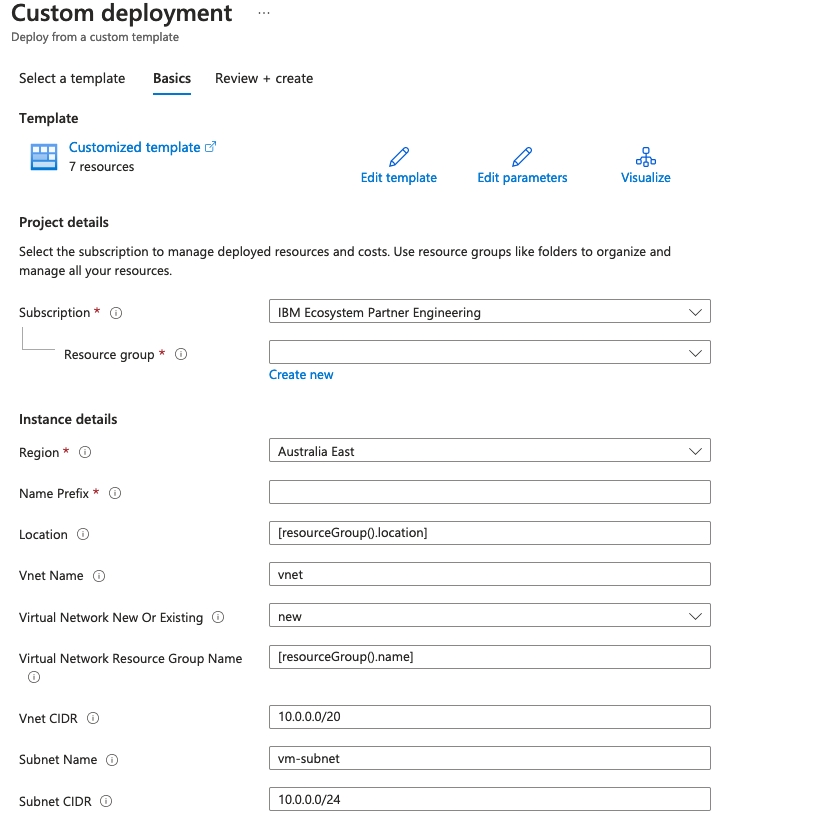 Custom deployment ...
Deploy from a custom template
Select a template Basics Review + create
Template
Customized template
7 resources
Edit template Edit parameters Visualize
Project details
Select the subscription to manage deployed resources and costs. Use resource groups like folders to organize and
manage all your resources.
Subscription * IBM Ecosystem Partner Engineering
Resource group *
Create new
Instance details
Region * Australia East
Name Prefix *
Location [resourceGroup().location]
Vnet Name vnet
Virtual Network New Or Existing new
Virtual Network Resource Group Name [resourceGroup().name]
Vnet CIDR 10.0.0.0/20
Subnet Name vm-subnet
Subnet CIDR 10.0.0.0/24